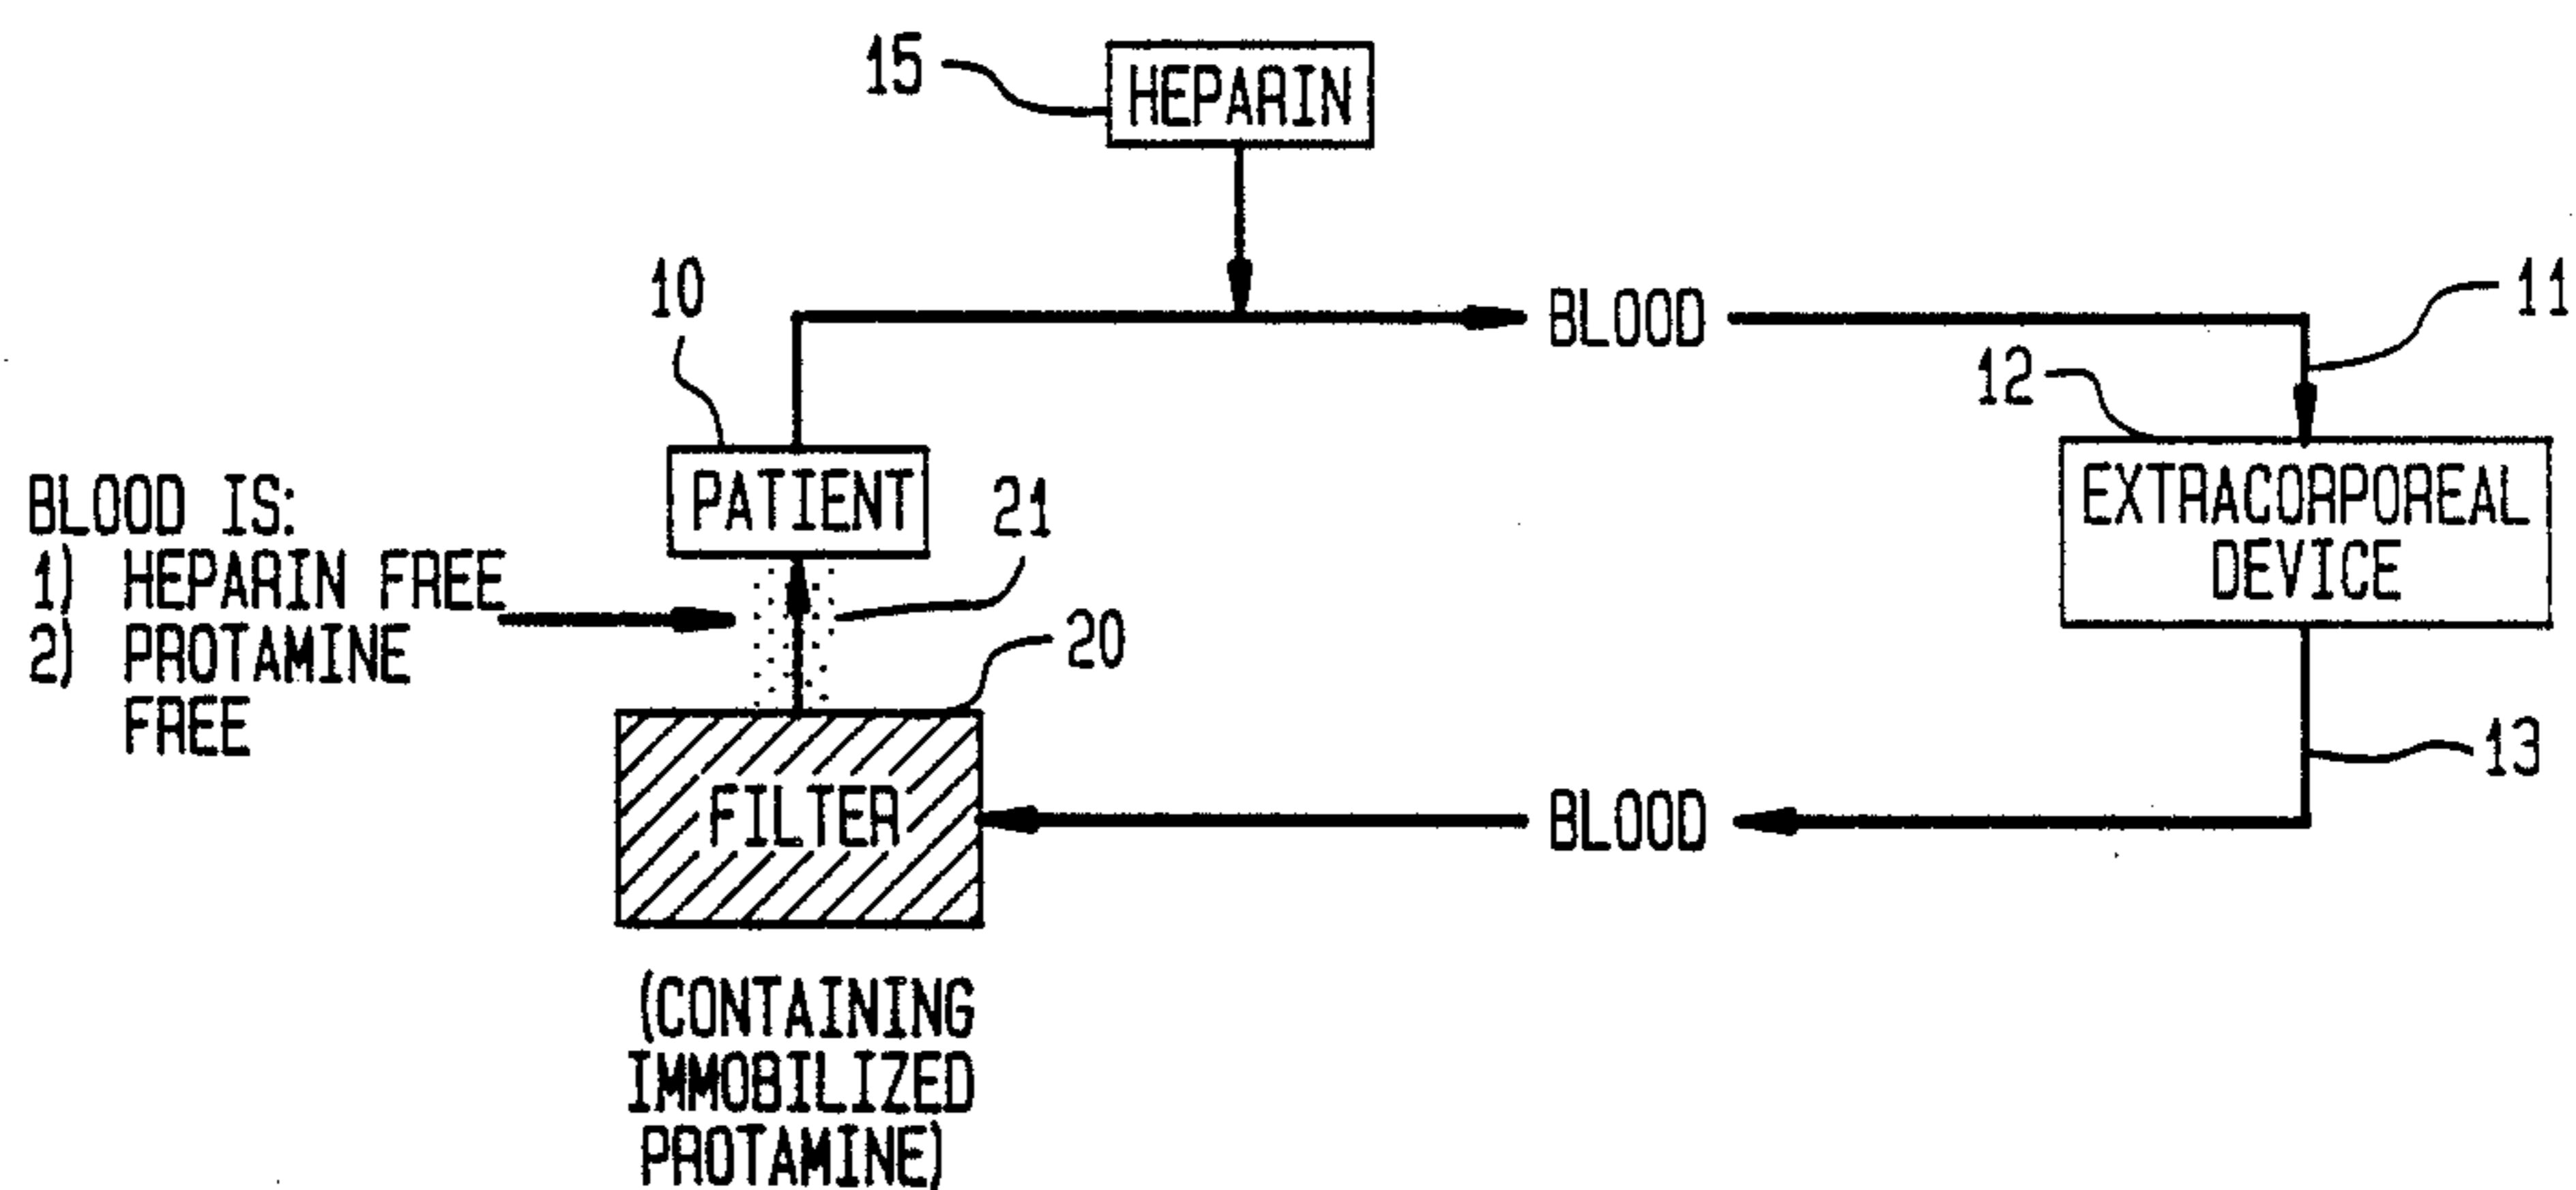 15
HEPARIN
10
BLOOD
11
12
PATIENT
EXTRACORPOREAL
DEVICE
BLOOD IS:
1) HEPARIN FREE
2) PROTAMINE
FREE
21
20
13
FILTER
BLOOD
(CONTAINING
IMMOBILIZED
PROTAMINE)